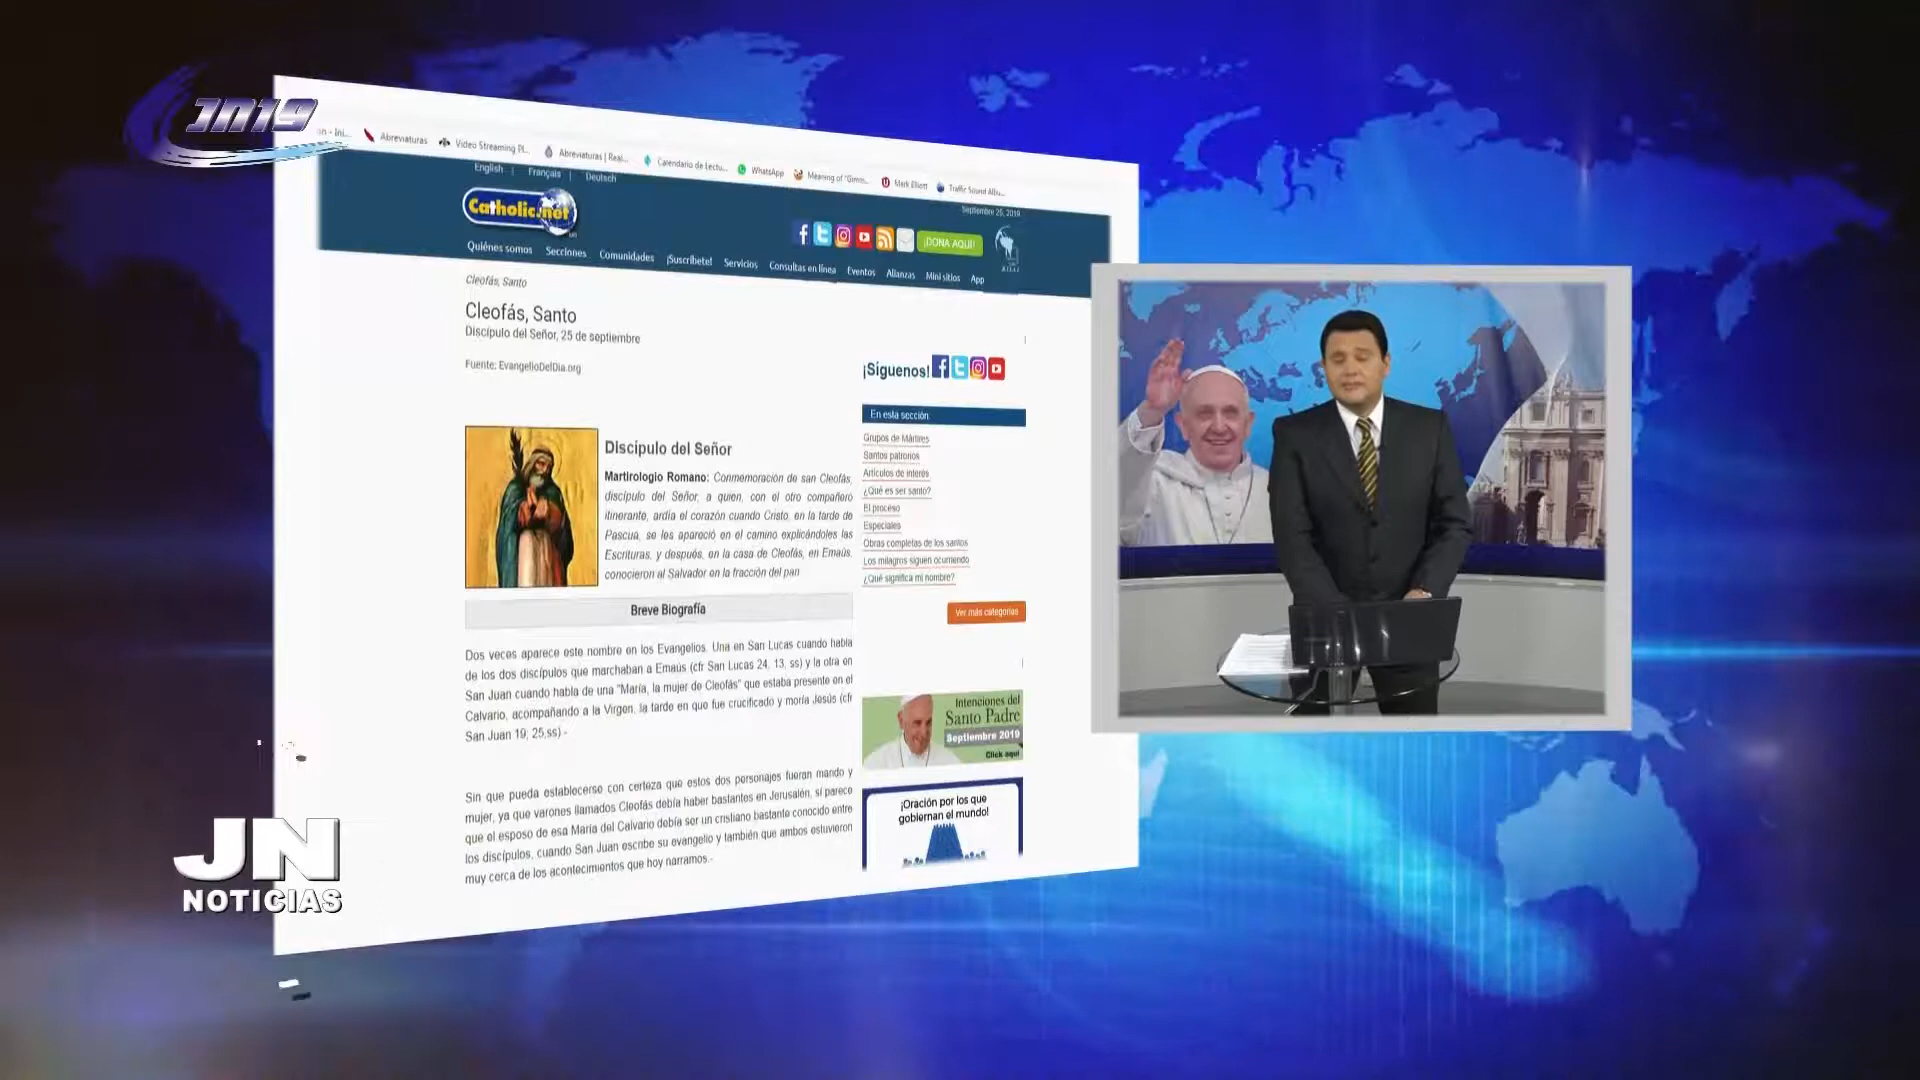 JN19
Abreviaturas
Video Streaming Pl...
Abreviaturas | Real...
Calendario de Lectu...
WhatsApp
Meaning of "Gimm...
Mark Elliott
Traffic Sound Albu...
English | Français | Deutsch
Septiembre 25, 2019
Catholic.net
¡DONA AQUÍ!
Quiénes somos
Secciones
Comunidades
¡Suscríbete!
Servicios
Consultas en línea
Eventos
Alianzas
Mini sitios
App
Cleofás, Santo
Cleofás, Santo
Discípulo del Señor, 25 de septiembre
Fuente: EvangelioDelDia.org
Discípulo del Señor
Martirologio Romano: Conmemoración de san Cleofás,
discípulo del Señor, a quien, con el otro compañero
itinerante, ardía el corazón cuando Cristo, en la tarde de
Pascua, se les apareció en el camino explicándoles las
Escrituras, y después, en la casa de Cleofás, en Emaús,
conocieron al Salvador en la fracción del pan
Breve Biografía
Dos veces aparece este nombre en los Evangelios. Una en San Lucas cuando habla
de los dos discípulos que marchaban a Emaús (cfr San Lucas 24, 13, ss) y la otra en
San Juan cuando habla de una "María, la mujer de Cleofás" que estaba presente en el
Calvario, acompañando a la Virgen, la tarde en que fue crucificado y moría Jesús (cfr
San Juan 19, 25,ss) -
Sin que pueda establecerse con certeza que estos dos personajes fueran marido y
mujer, ya que varones llamados Cleofás debía haber bastantes en Jerusalén, sí parece
que el esposo de esa María del Calvario debía ser un cristiano bastante conocido entre
los discípulos, cuando San Juan escribe su evangelio y también que ambos estuvieron
muy cerca de los acontecimientos que hoy narramos.-
¡Síguenos!
En esta sección
Grupos de Mártires
Santos patronos
Artículos de interés
¿Qué es ser santo?
El proceso
Especiales
Obras completas de los santos
Los milagros siguen ocurriendo
¿Qué significa mi nombre?
Ver más categorías
Intenciones del
Santo Padre
Septiembre 2019
Click aquí
¡Oración por los que
gobiernan el mundo!
JN
NOTICIAS